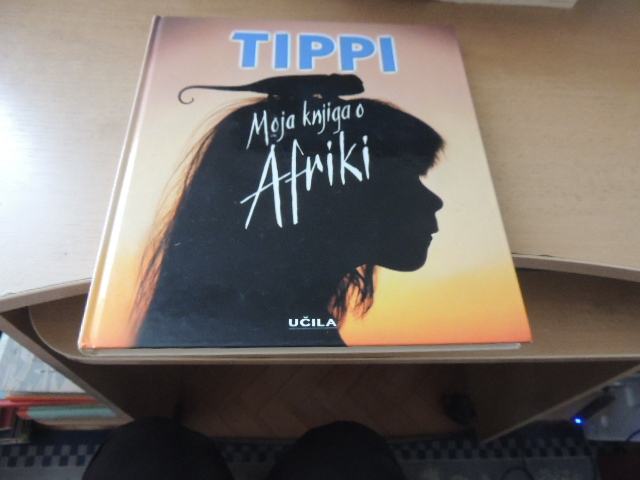 TIPPI
Moja knjiga o
Afriki
UČILA